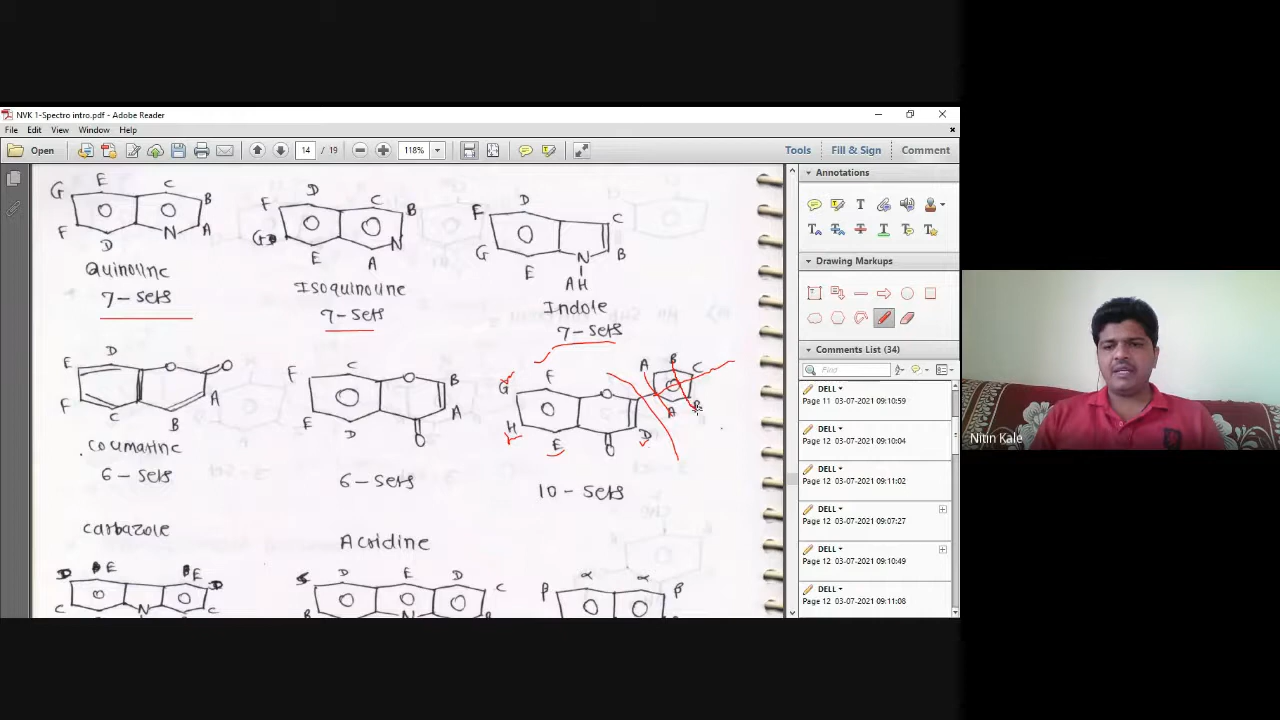 NVK 1-Spectro intro.pdf - Adobe Reader
File Edit View Window Help
Open 14 / 19 118% Tools Fill & Sign Comment
G E C B A N D F
Quinoline
7-sets
F D C B N A E G
Isoquinoline
7-sets
F D C B N AH E G
Indole
7-sets
E D O O A B C F
Coumarine
6-sets
F C O B A O D E
6-sets
G F O A B C B A D O E H
10-sets
Carbazole
D E E D C N C
Acridine
D E D C N B
β α α β
Annotations
T
T T T T
Drawing Markups
Comments List (34)
Find
DELL
Page 11 03-07-2021 09:10:59
DELL
Page 12 03-07-2021 09:10:04
DELL
Page 12 03-07-2021 09:11:02
DELL
Page 12 03-07-2021 09:07:27
DELL
Page 12 03-07-2021 09:10:49
DELL
Page 12 03-07-2021 09:11:06
Nitin Kale